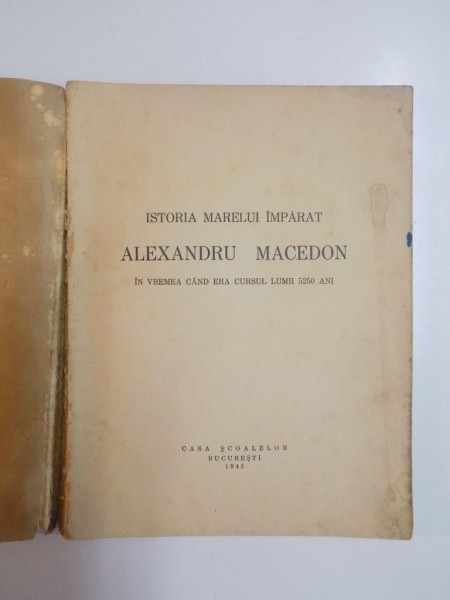 ISTORIA MARELUI ÎMPĂRAT
ALEXANDRU MACEDON
ÎN VREMEA CÂND ERA CURSUL LUMII 5250 ANI
CASA ȘCOALELOR
BUCUREȘTI
1942